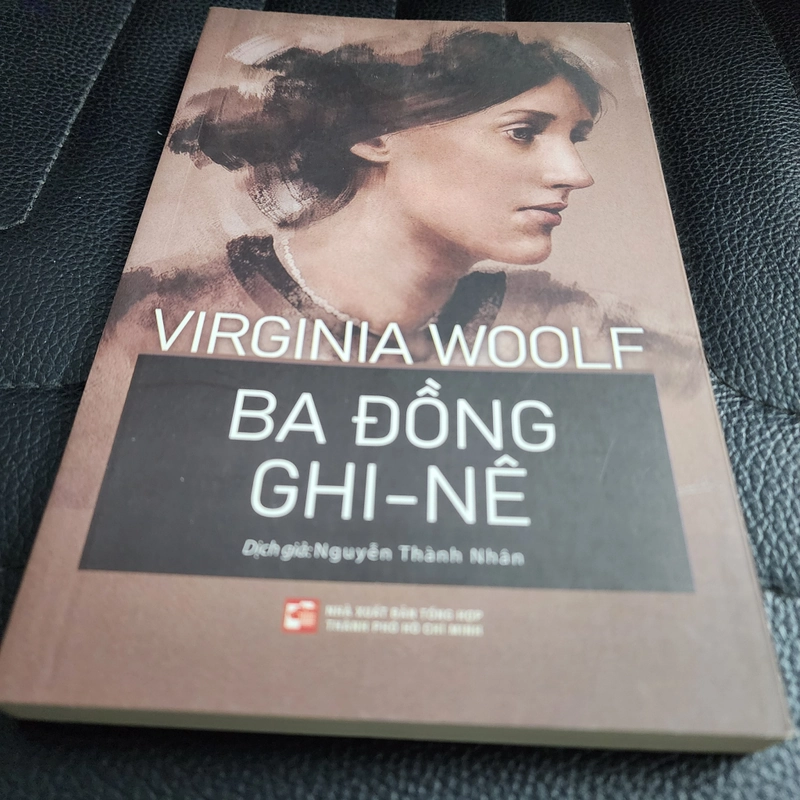 VIRGINIA WOOLF
BA ĐỒNG
GHI-NÊ
Dịch giả: Nguyễn Thành Nhân
NHÀ XUẤT BẢN TỔNG HỢP
THÀNH PHỐ HỒ CHÍ MINH